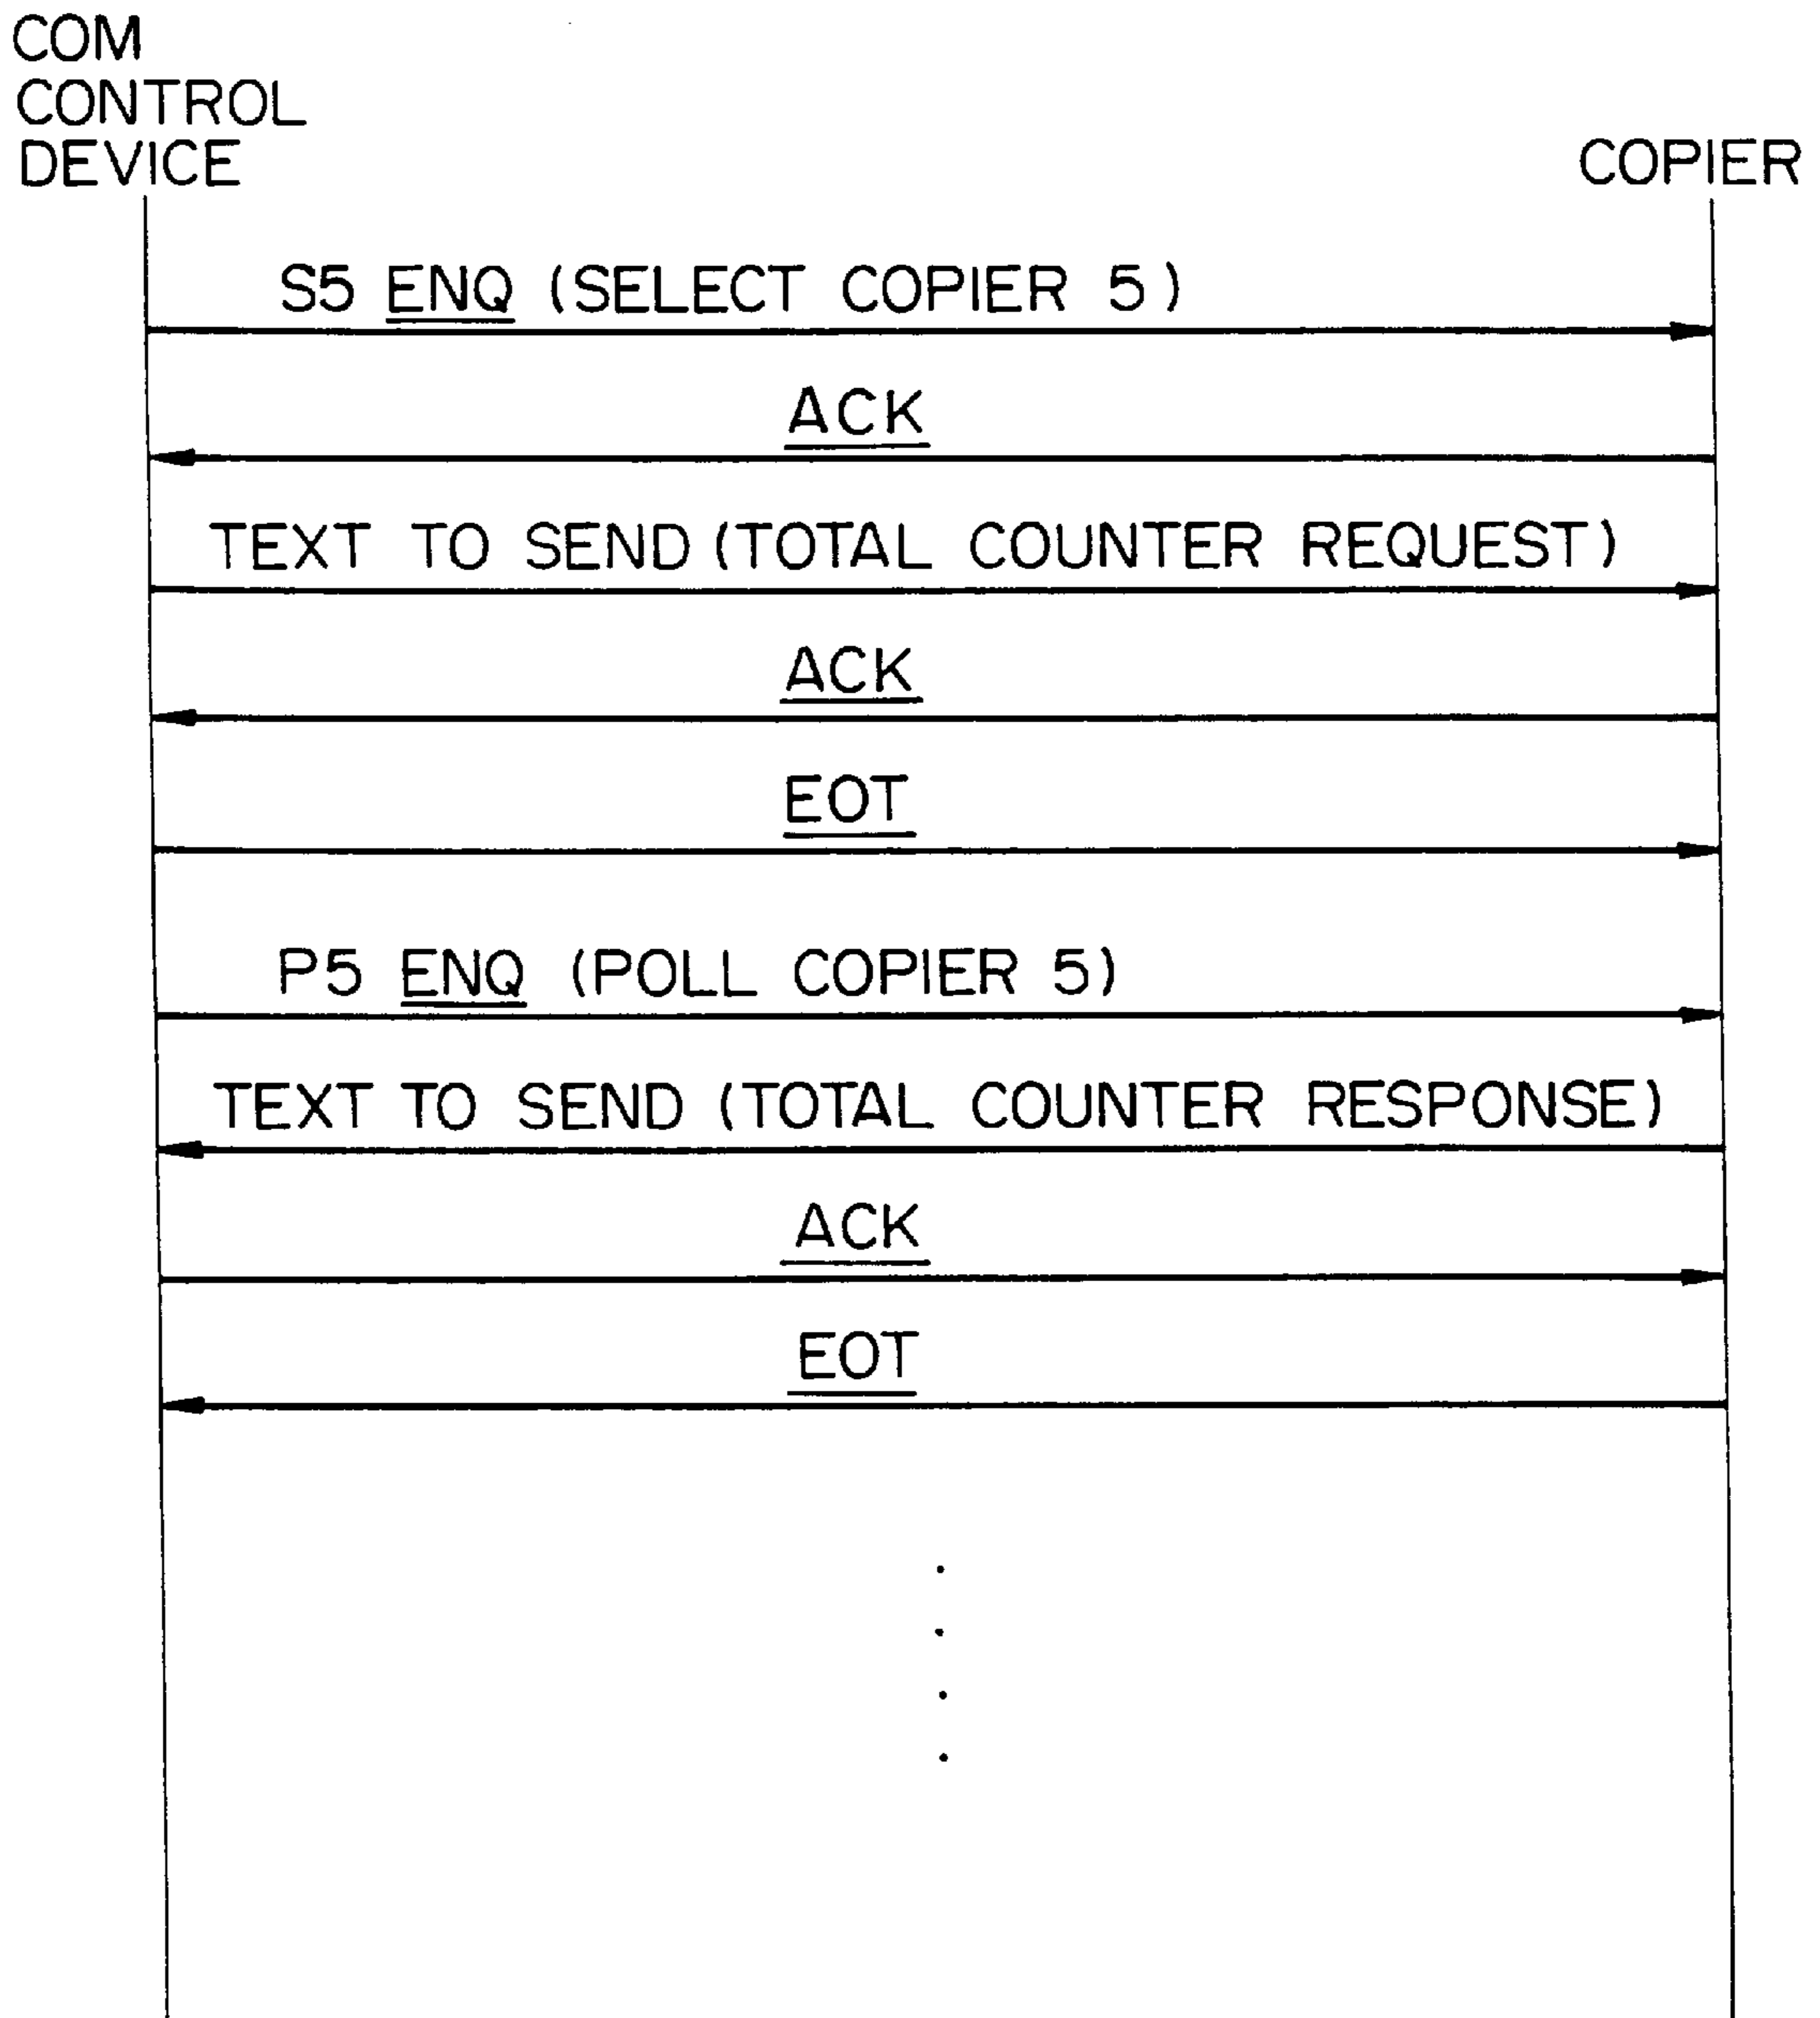 COM
CONTROL
DEVICE
COPIER
S5 ENQ (SELECT COPIER 5)
ACK
TEXT TO SEND (TOTAL COUNTER REQUEST)
ACK
EOT
P5 ENQ (POLL COPIER 5)
TEXT TO SEND (TOTAL COUNTER RESPONSE)
ACK
EOT